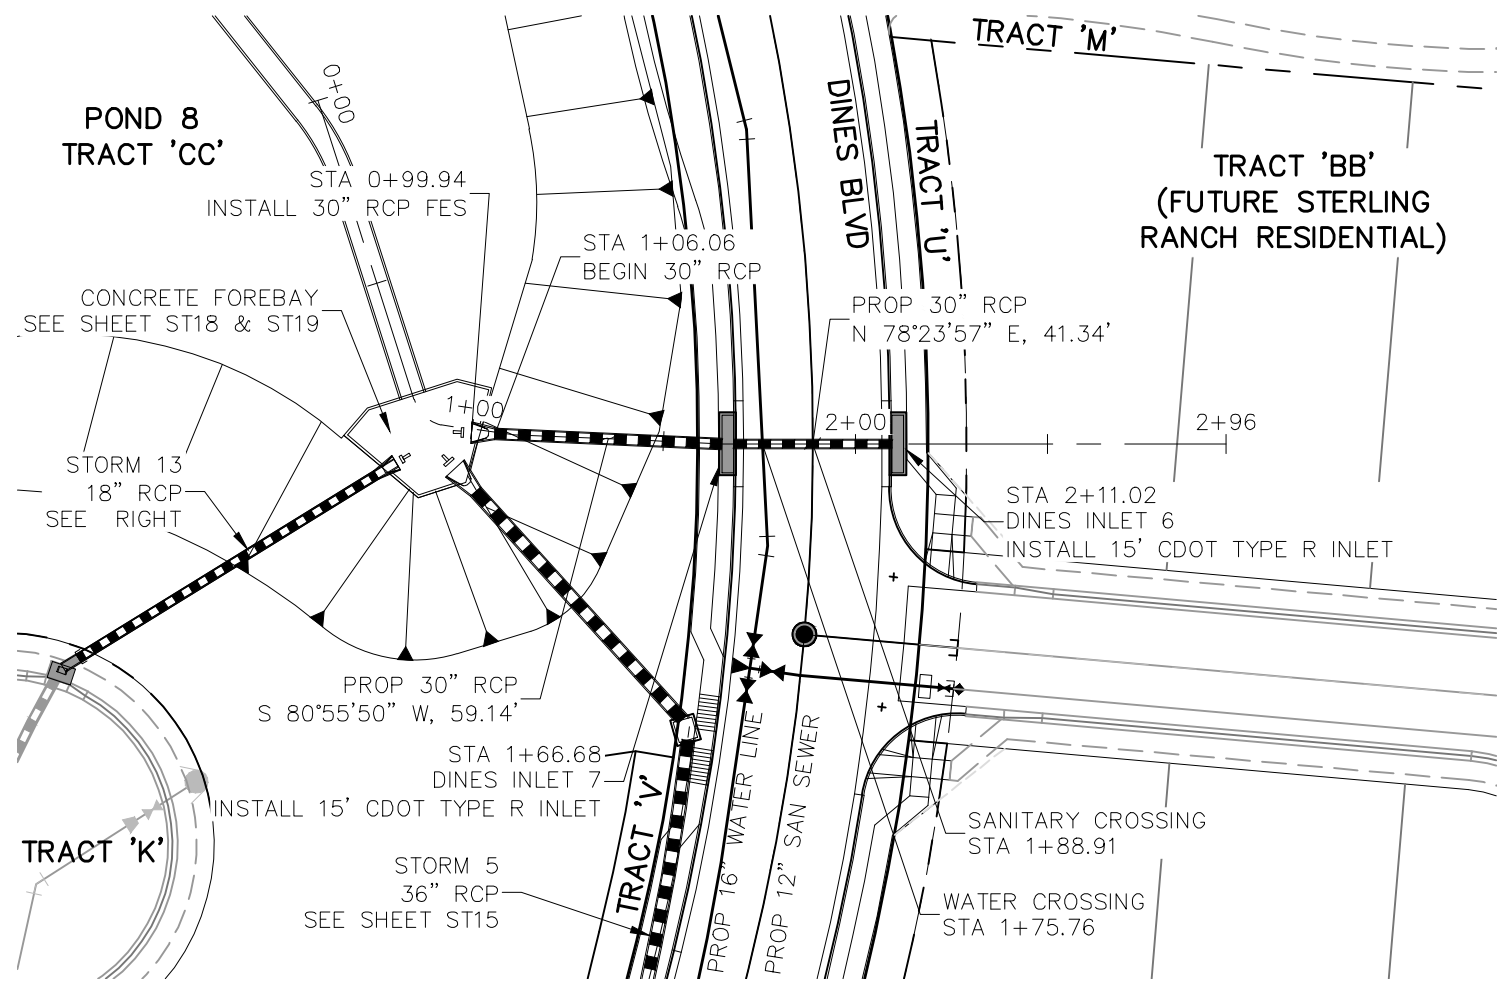 TRACT 'M'
0+00
POND 8
TRACT 'CC'
DINES BLVD
TRACT 'U'
TRACT 'BB'
(FUTURE STERLING
RANCH RESIDENTIAL)
STA 0+99.94
INSTALL 30" RCP FES
STA 1+06.06
BEGIN 30" RCP
CONCRETE FOREBAY
SEE SHEET ST18 & ST19
PROP 30" RCP
N 78°23'57" E, 41.34'
1+00
2+00
2+96
STORM 13
18" RCP
SEE RIGHT
STA 2+11.02
DINES INLET 6
INSTALL 15' CDOT TYPE R INLET
PROP 30" RCP
S 80°55'50" W, 59.14'
STA 1+66.68
DINES INLET 7
INSTALL 15' CDOT TYPE R INLET
TRACT 'V'
PROP 16" WATER LINE
PROP 12" SAN SEWER
SANITARY CROSSING
STA 1+88.91
TRACT 'K'
STORM 5
36" RCP
SEE SHEET ST15
WATER CROSSING
STA 1+75.76